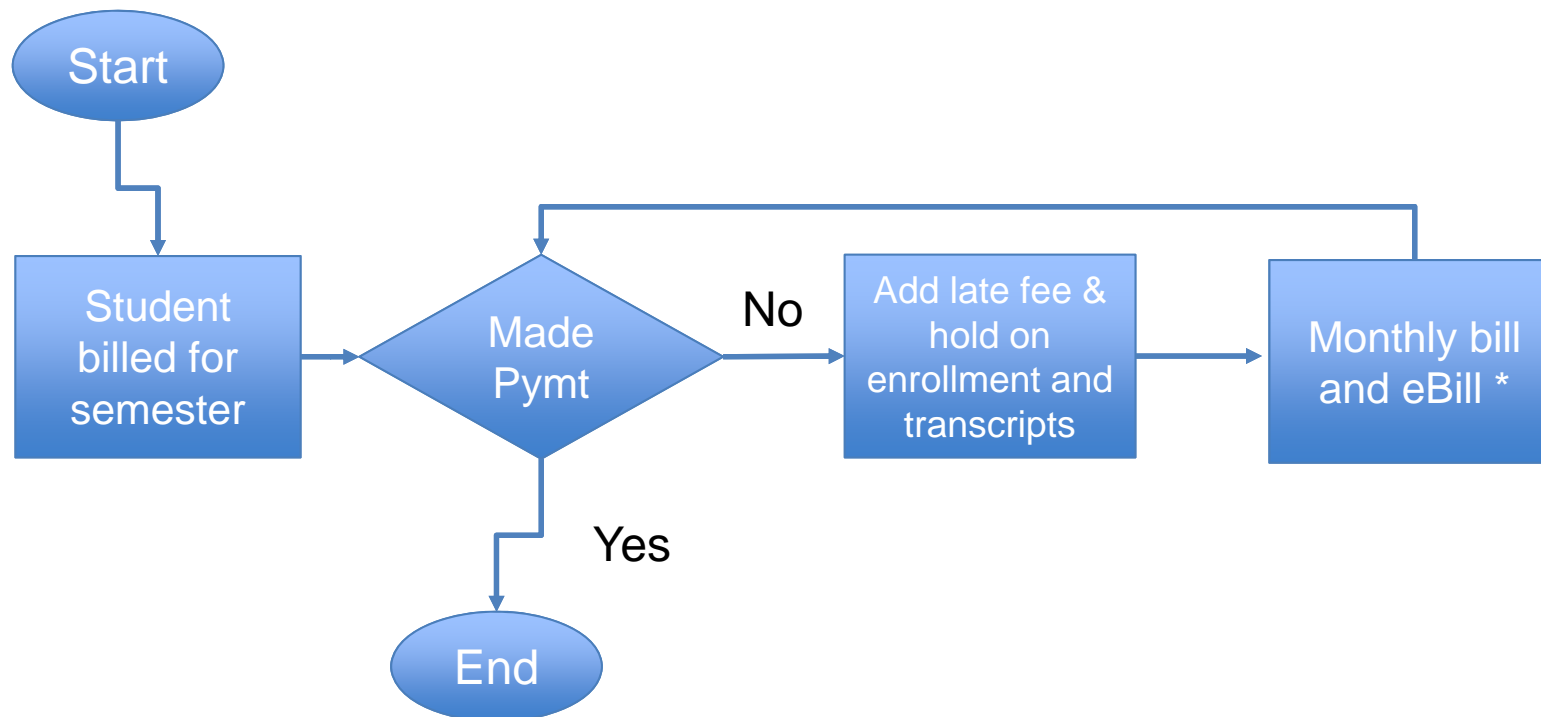 Start
Student
billed for
semester
Made
Pymt
No
Add late fee &
hold on
enrollment and
transcripts
Monthly bill
and eBill *
Yes
End